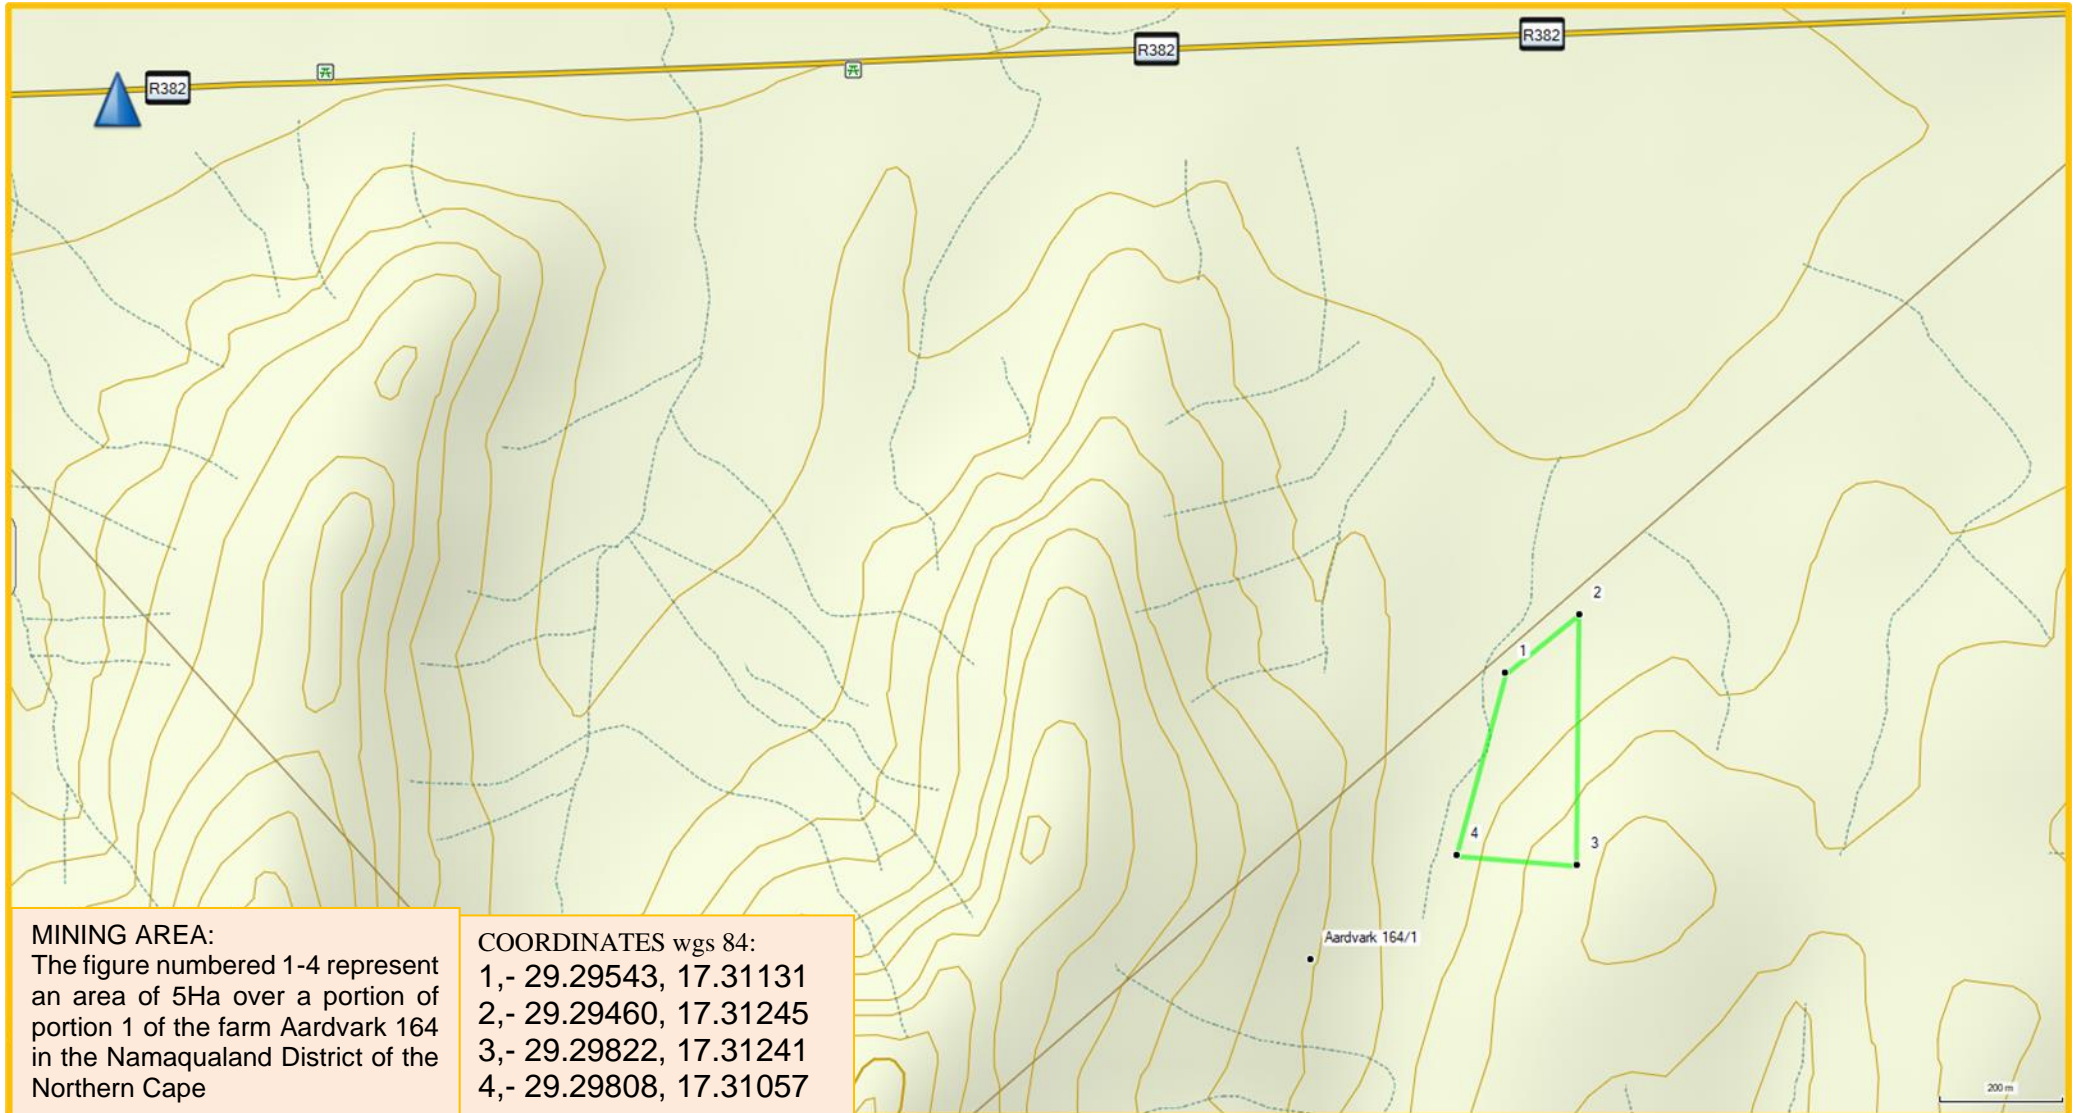 R382
R382
R382
2
1
4
3
Aardvark 164/1
MINING AREA:
The figure numbered 1-4 represent
an area of 5Ha over a portion of
portion 1 of the farm Aardvark 164
in the Namaqualand District of the
Northern Cape
COORDINATES wgs 84:
1,- 29.29543, 17.31131
2,- 29.29460, 17.31245
3,- 29.29822, 17.31241
4,- 29.29808, 17.31057
200 m